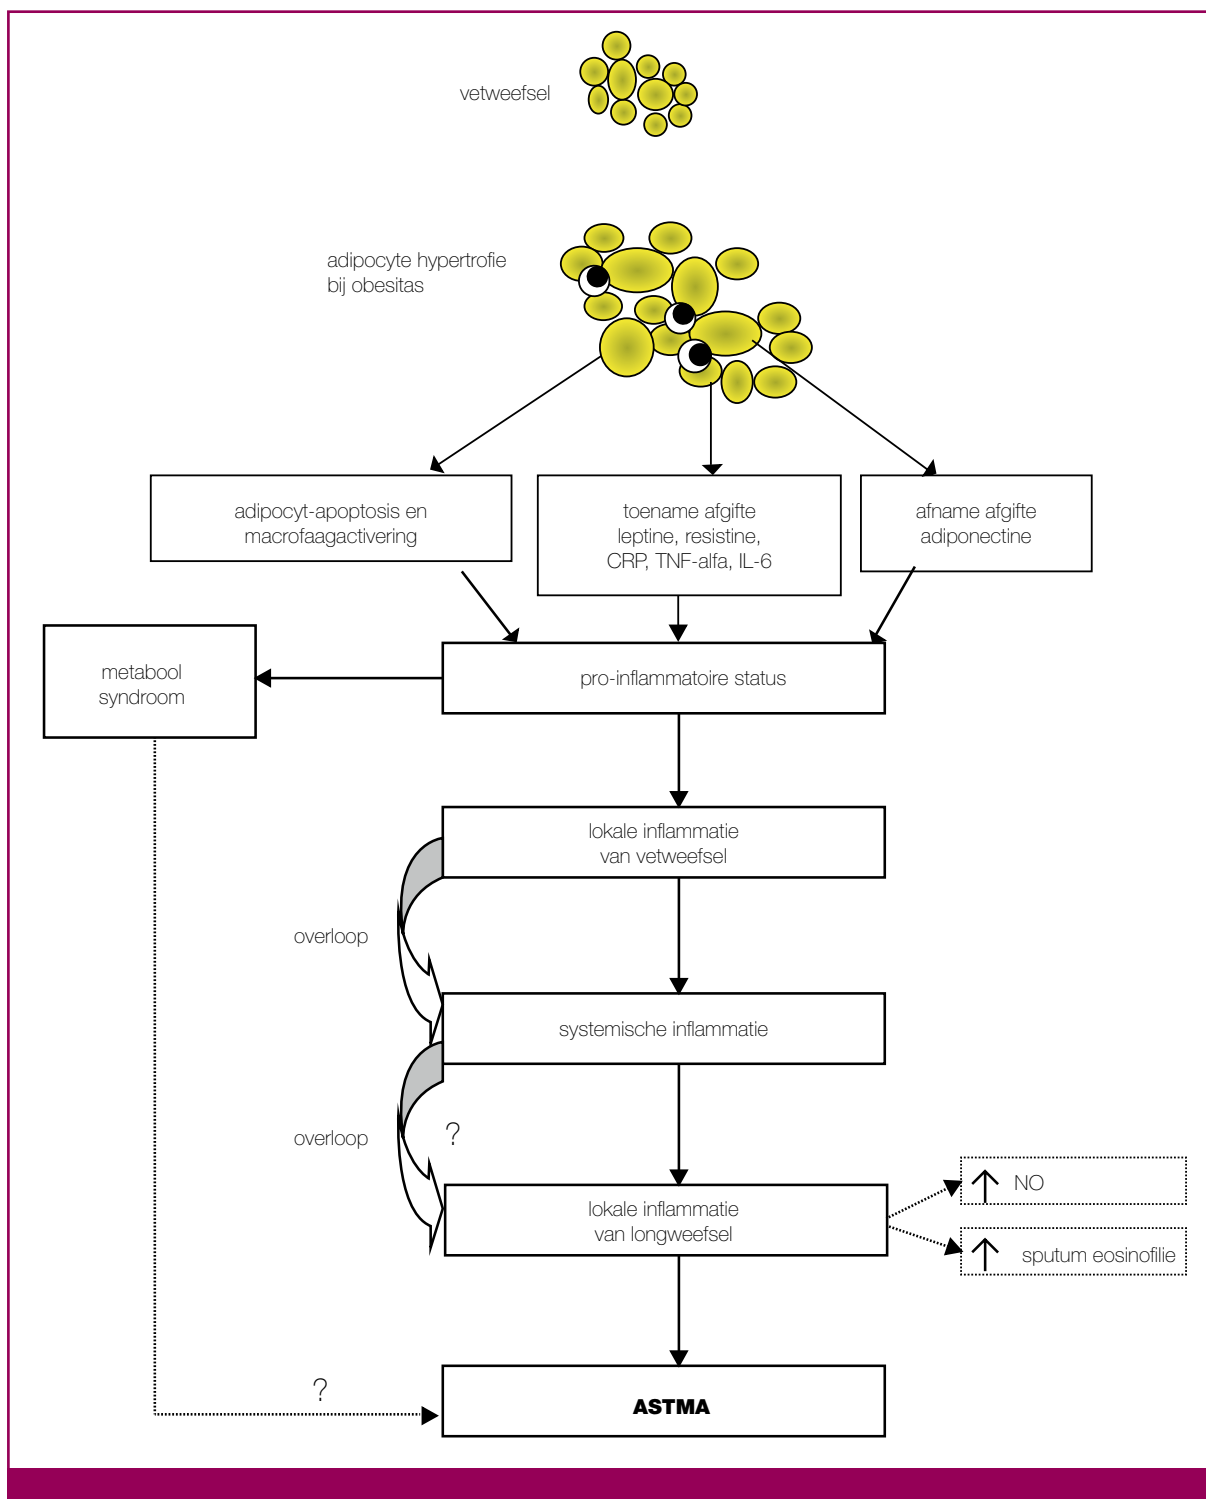 vetweefsel
adipocyte hypertrofie
bij obesitas
adipocyt-apoptosis en
macrofaagactivering
toename afgifte
leptine, resistine,
CRP, TNF-alfa, IL-6
afname afgifte
adiponectine
metabool
syndroom
pro-inflammatoire status
lokale inflammatie
van vetweefsel
overloop
systemische inflammatie
overloop
?
lokale inflammatie
van longweefsel
↑ NO
↑ sputum eosinofilie
?
ASTMA